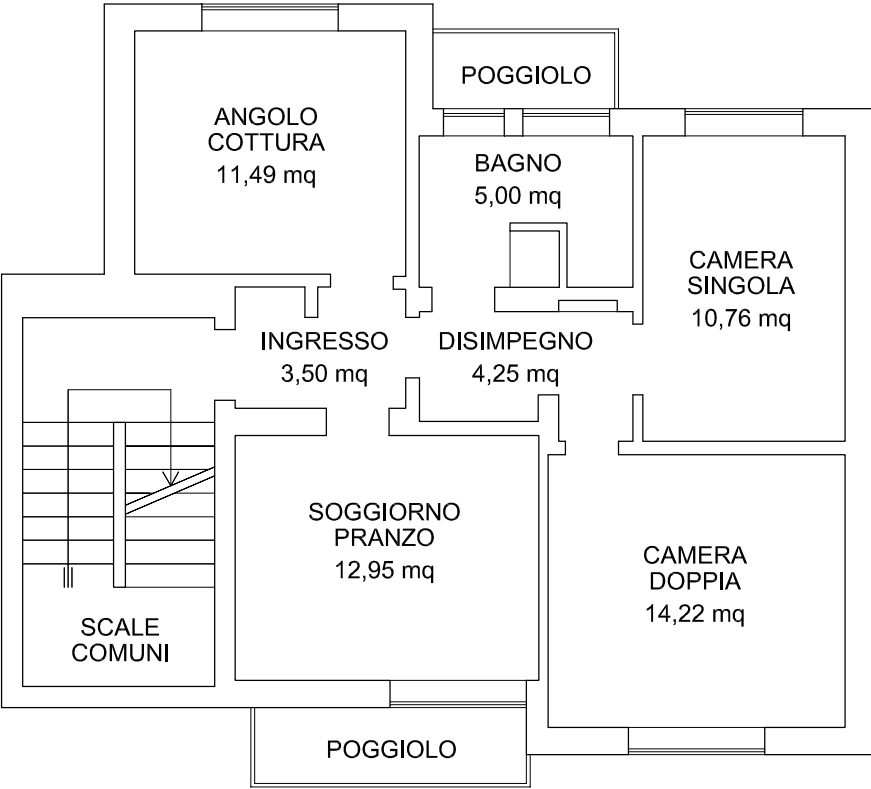 POGGIOLO
ANGOLO
COTTURA
11,49 mq
BAGNO
5,00 mq
CAMERA
SINGOLA
10,76 mq
INGRESSO
3,50 mq
DISIMPEGNO
4,25 mq
SOGGIORNO
PRANZO
12,95 mq
CAMERA
DOPPIA
14,22 mq
SCALE
COMUNI
POGGIOLO